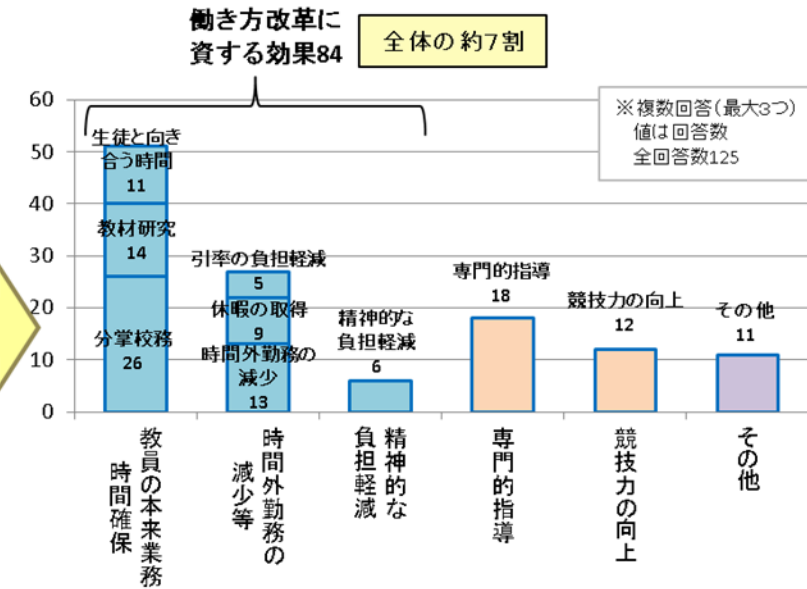 働き方改革に
資する効果84
全体の約7割
※複数回答(最大3つ)
値は回答数
全回答数125
60
50
40
30
20
10
0
生徒と向き
合う時間
11
教材研究
14
分掌校務
26
引率の負担軽減
5
休暇の取得
9
時間外勤務の
減少
13
精神的な
負担軽減
6
専門的指導
18
競技力の向上
12
その他
11
教員の本来業務
時間確保
時間外勤務の
減少等
精神的な
負担軽減
専門的指導
競技力の向上
その他